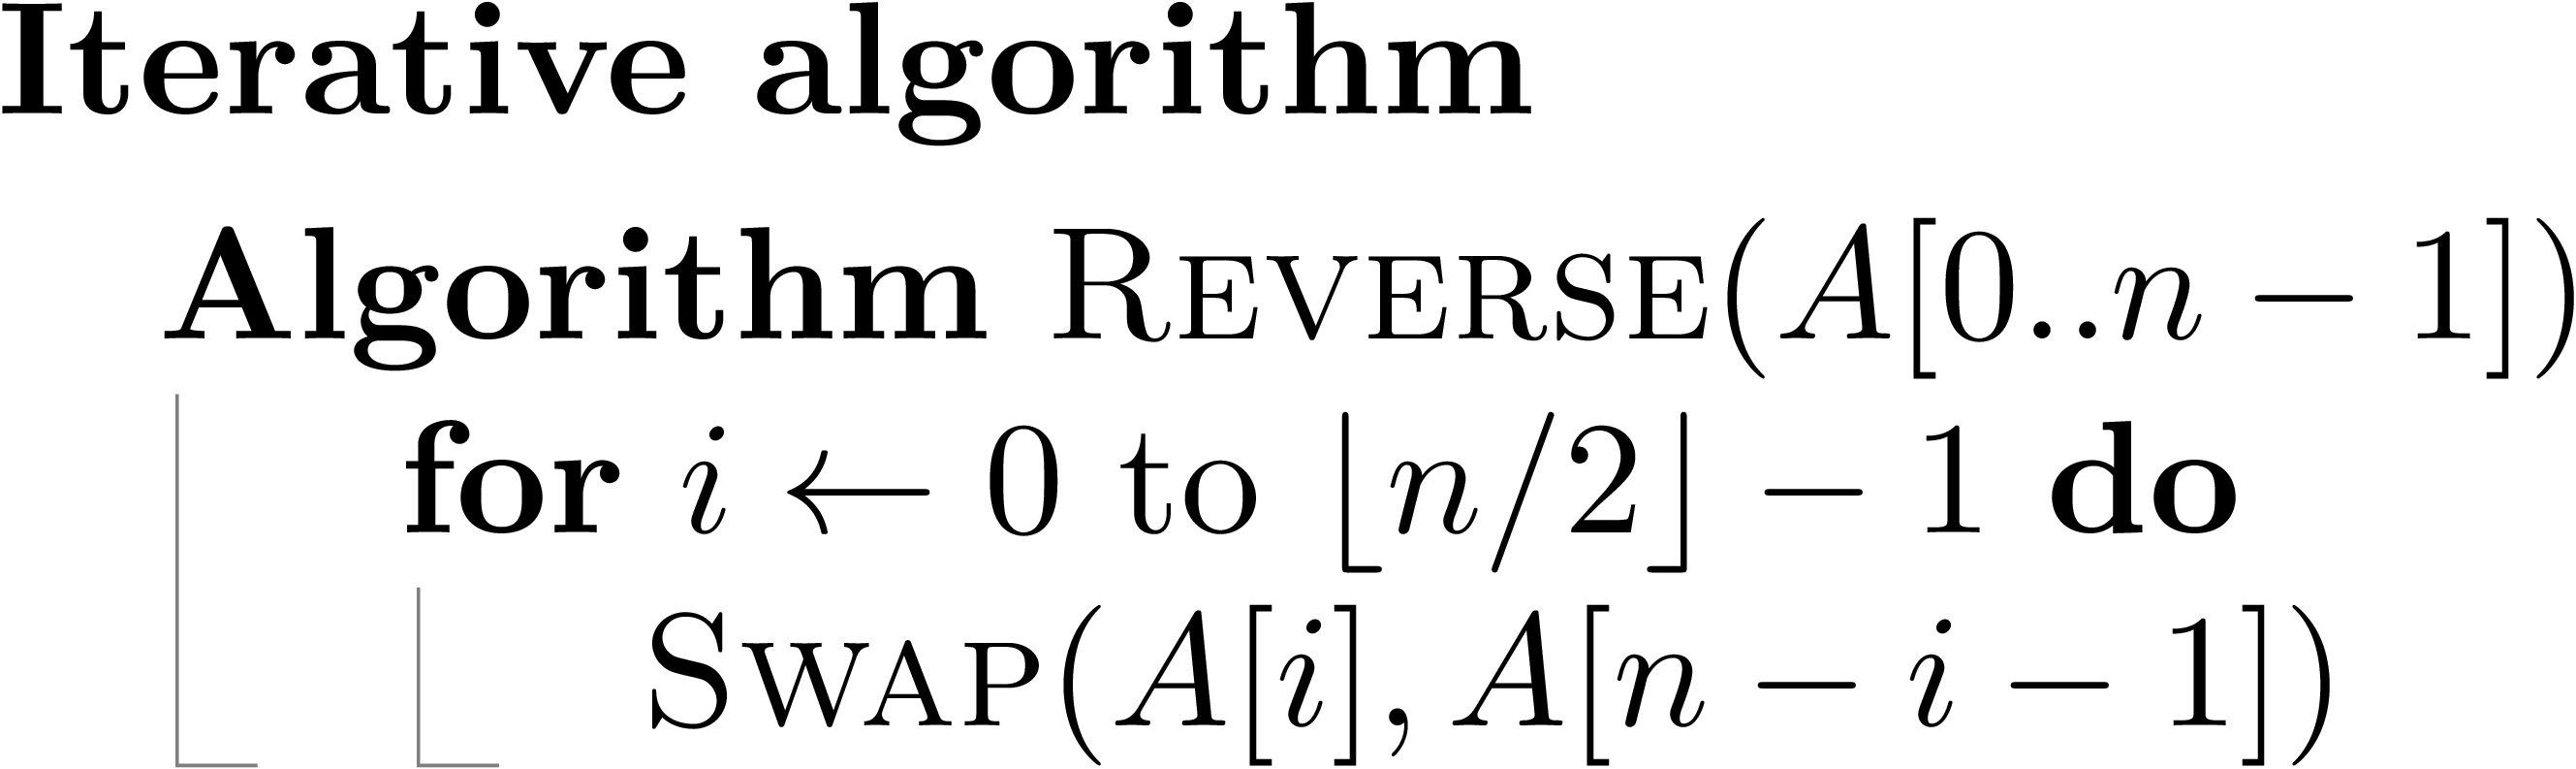 Iterative algorithm
Algorithm REVERSE(A[0..n − 1])
for i ← 0 to ⌊n/2⌋ − 1 do
SWAP(A[i], A[n − i − 1])